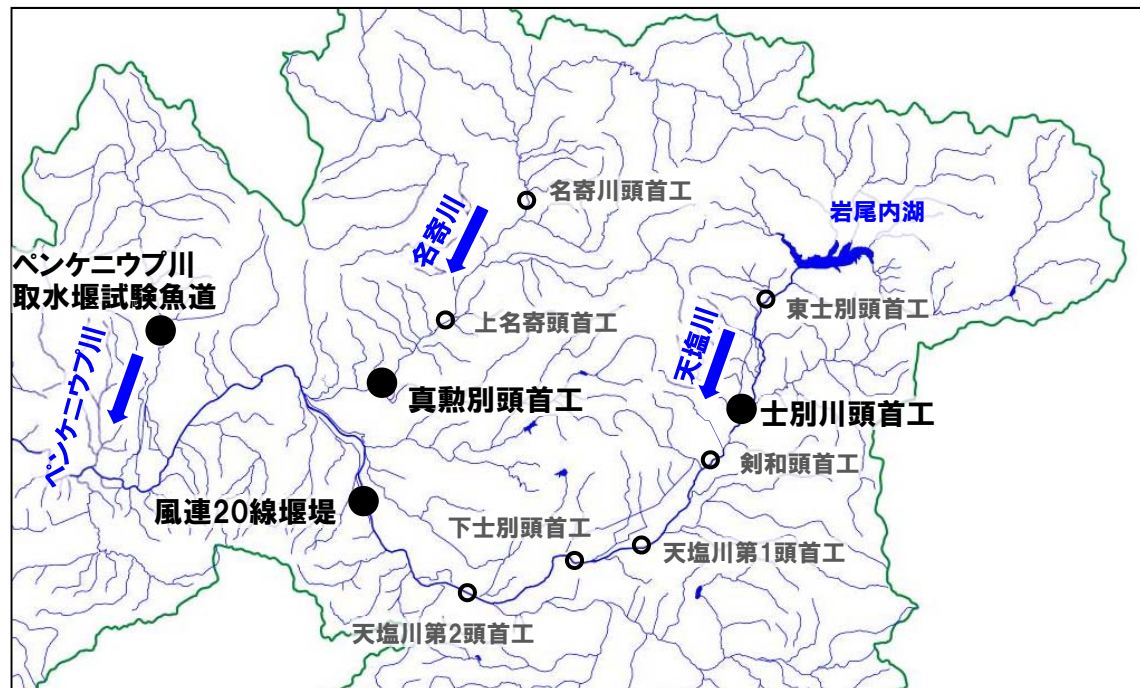 名寄川頭首工
名寄川
岩尾内湖
ペンケニウプ川
取水堰試験魚道
東士別頭首工
上名寄頭首工
天塩川
ペンケニウプ川
真勲別頭首工
士別川頭首工
剣和頭首工
風連20線堰堤
下士別頭首工
天塩川第1頭首工
天塩川第2頭首工